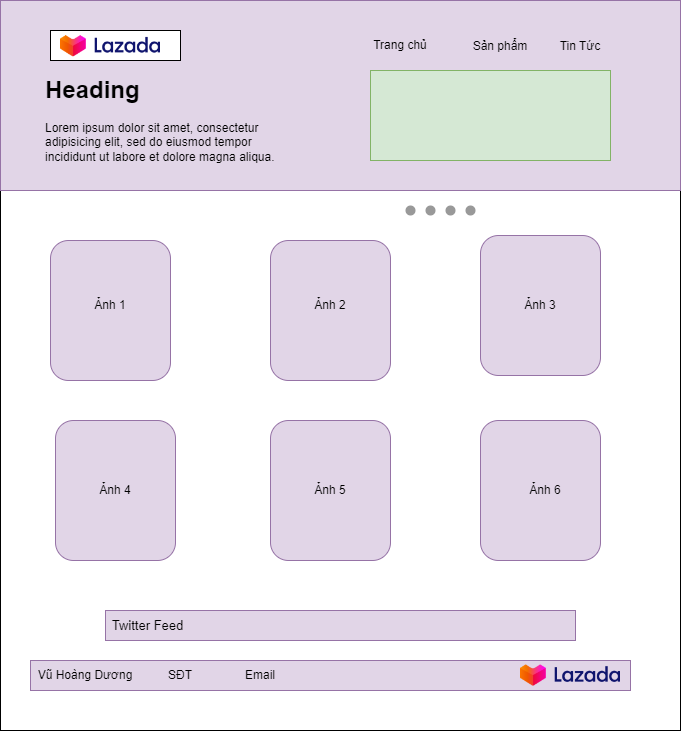 Lazada
Trang chủ
Sản phẩm
Tin Tức
Heading
Lorem ipsum dolor sit amet, consectetur
adipisicing elit, sed do eiusmod tempor
incididunt ut labore et dolore magna aliqua.
Ảnh 1
Ảnh 2
Ảnh 3
Ảnh 4
Ảnh 5
Ảnh 6
Twitter Feed
Vũ Hoàng Dương
SĐT
Email
Lazada